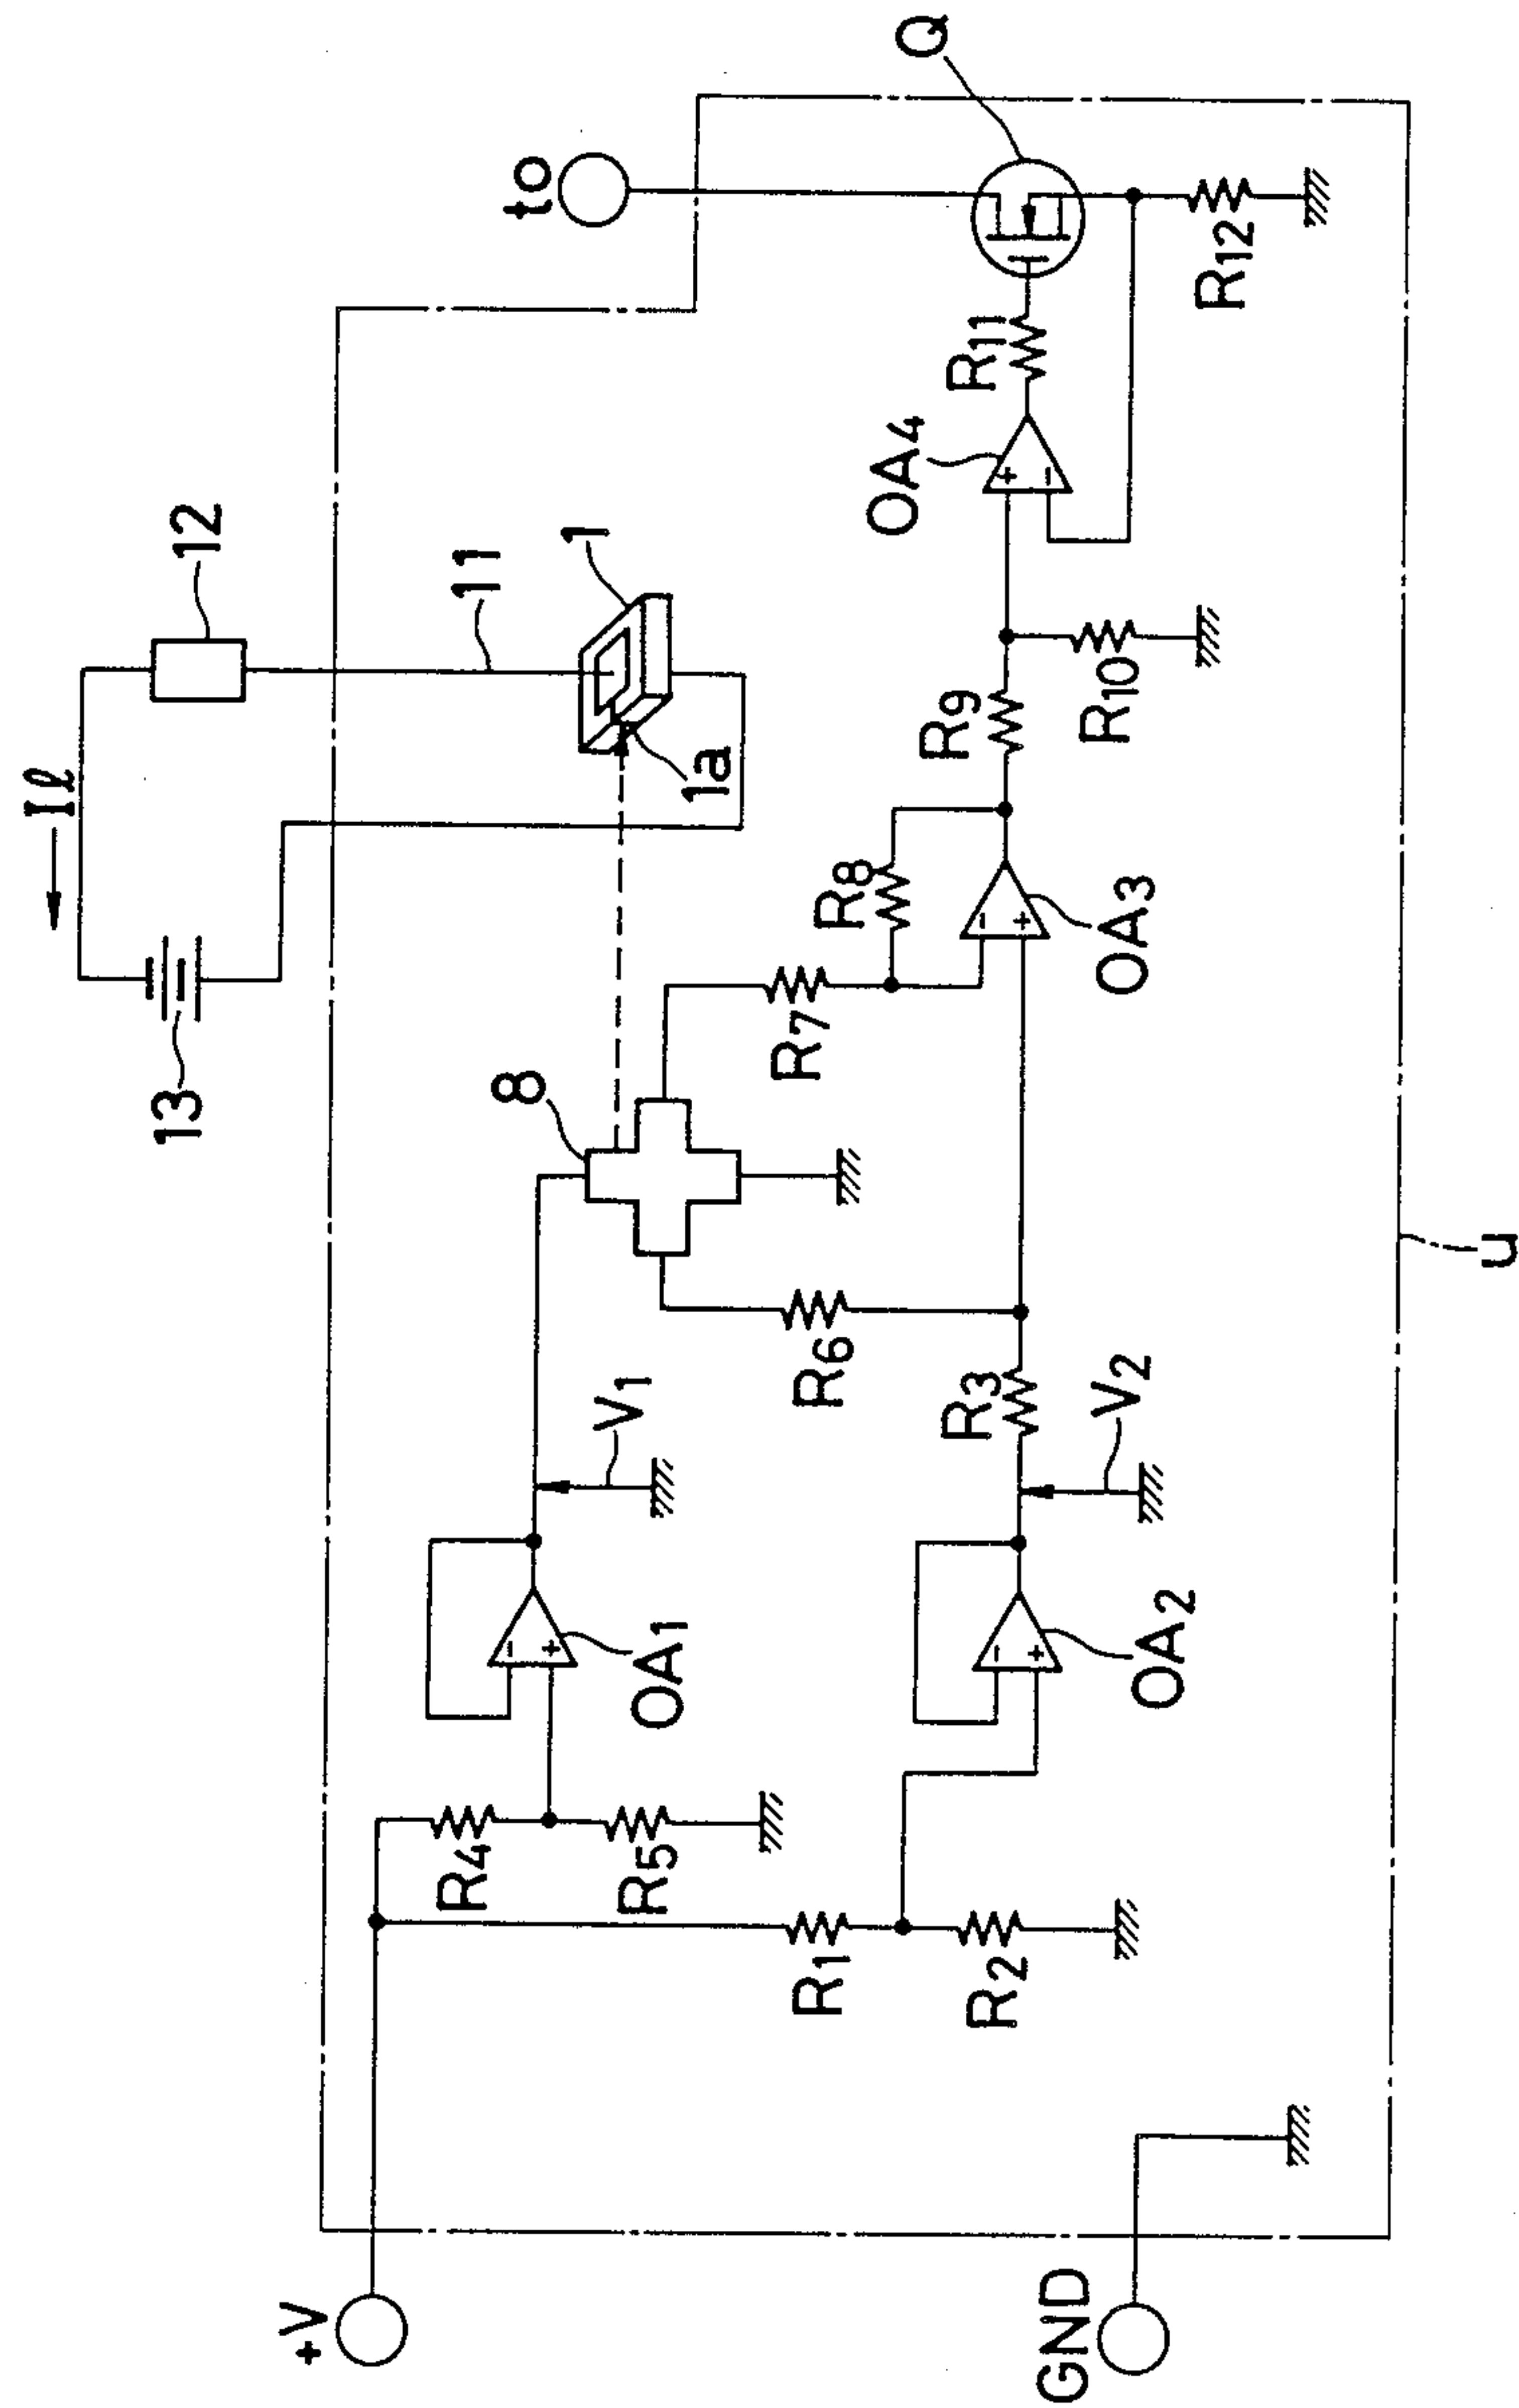 Iℓ
13
12
11
to
Q
1
1a
8
V1
OA1
R4
R5
+V
R7
R8
R6
R9
OA4
R11
R12
R10
OA3
R3
V2
OA2
R1
R2
GND
u